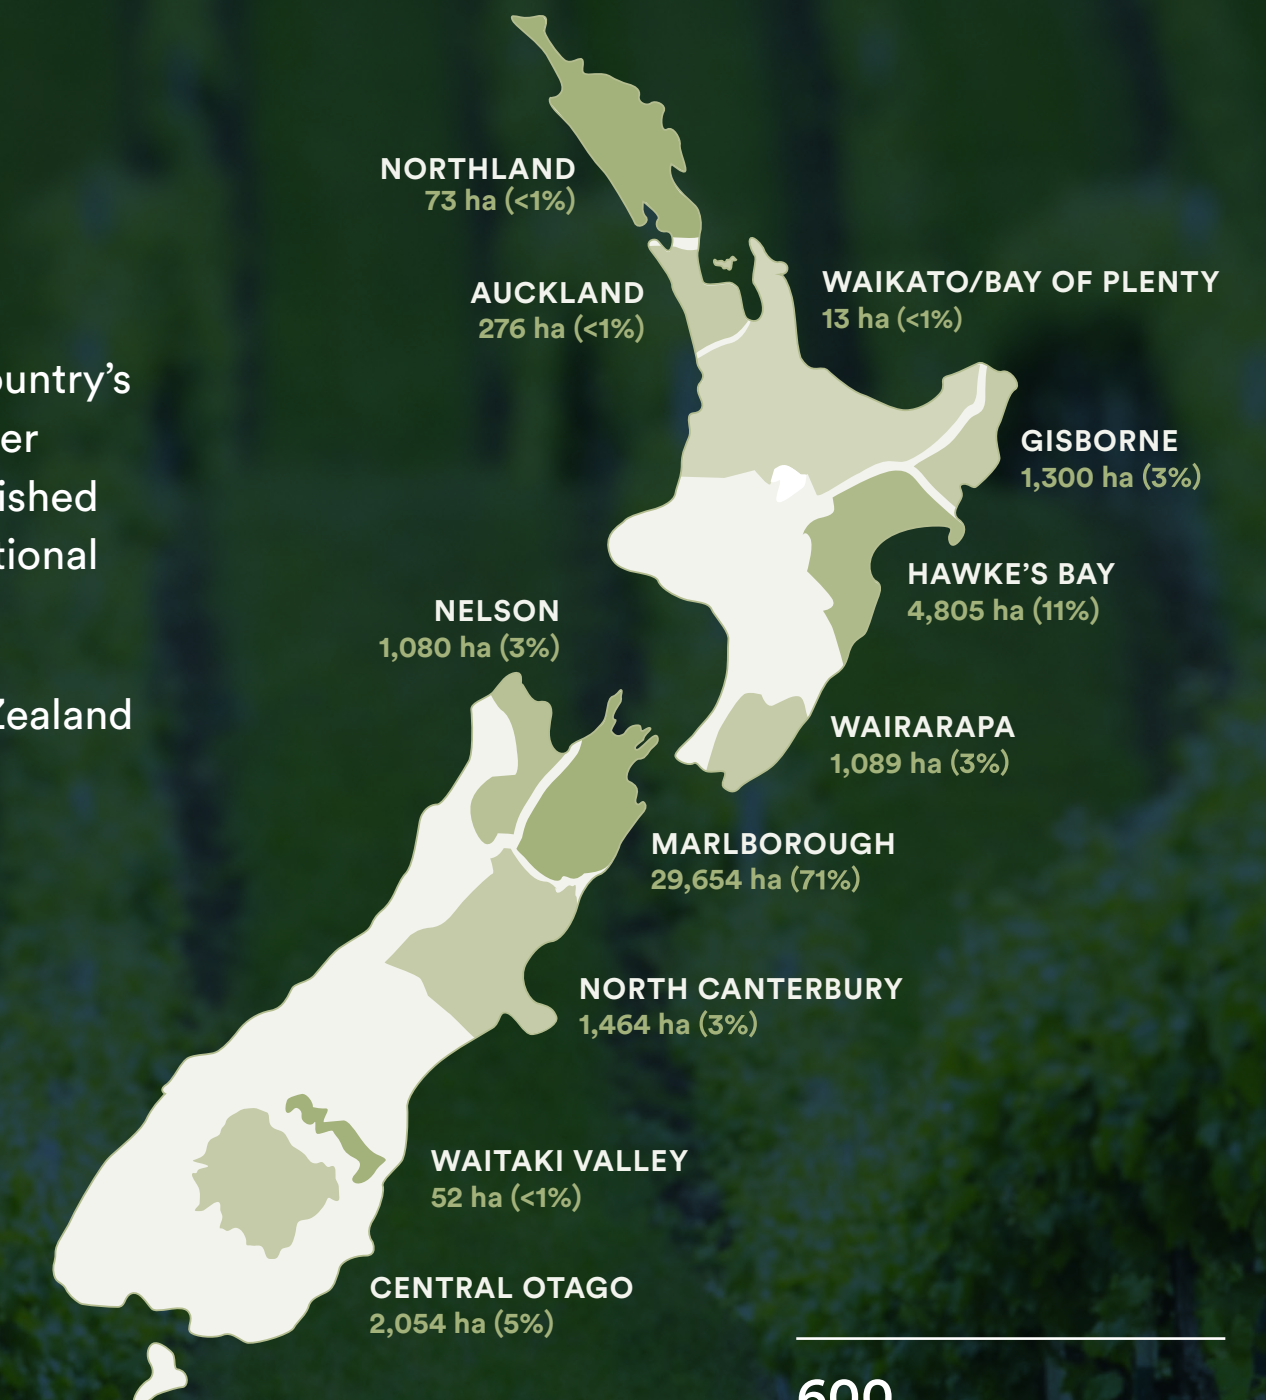 NORTHLAND
73 ha (<1%)
AUCKLAND
276 ha (<1%)
WAIKATO/BAY OF PLENTY
13 ha (<1%)
ountry's
er
ished
tional
Zealand
GISBORNE
1,300 ha (3%)
HAWKE'S BAY
4,805 ha (11%)
NELSON
1,080 ha (3%)
WAIRARAPA
1,089 ha (3%)
MARLBOROUGH
29,654 ha (71%)
NORTH CANTERBURY
1,464 ha (3%)
WAITAKI VALLEY
52 ha (<1%)
CENTRAL OTAGO
2,054 ha (5%)
600